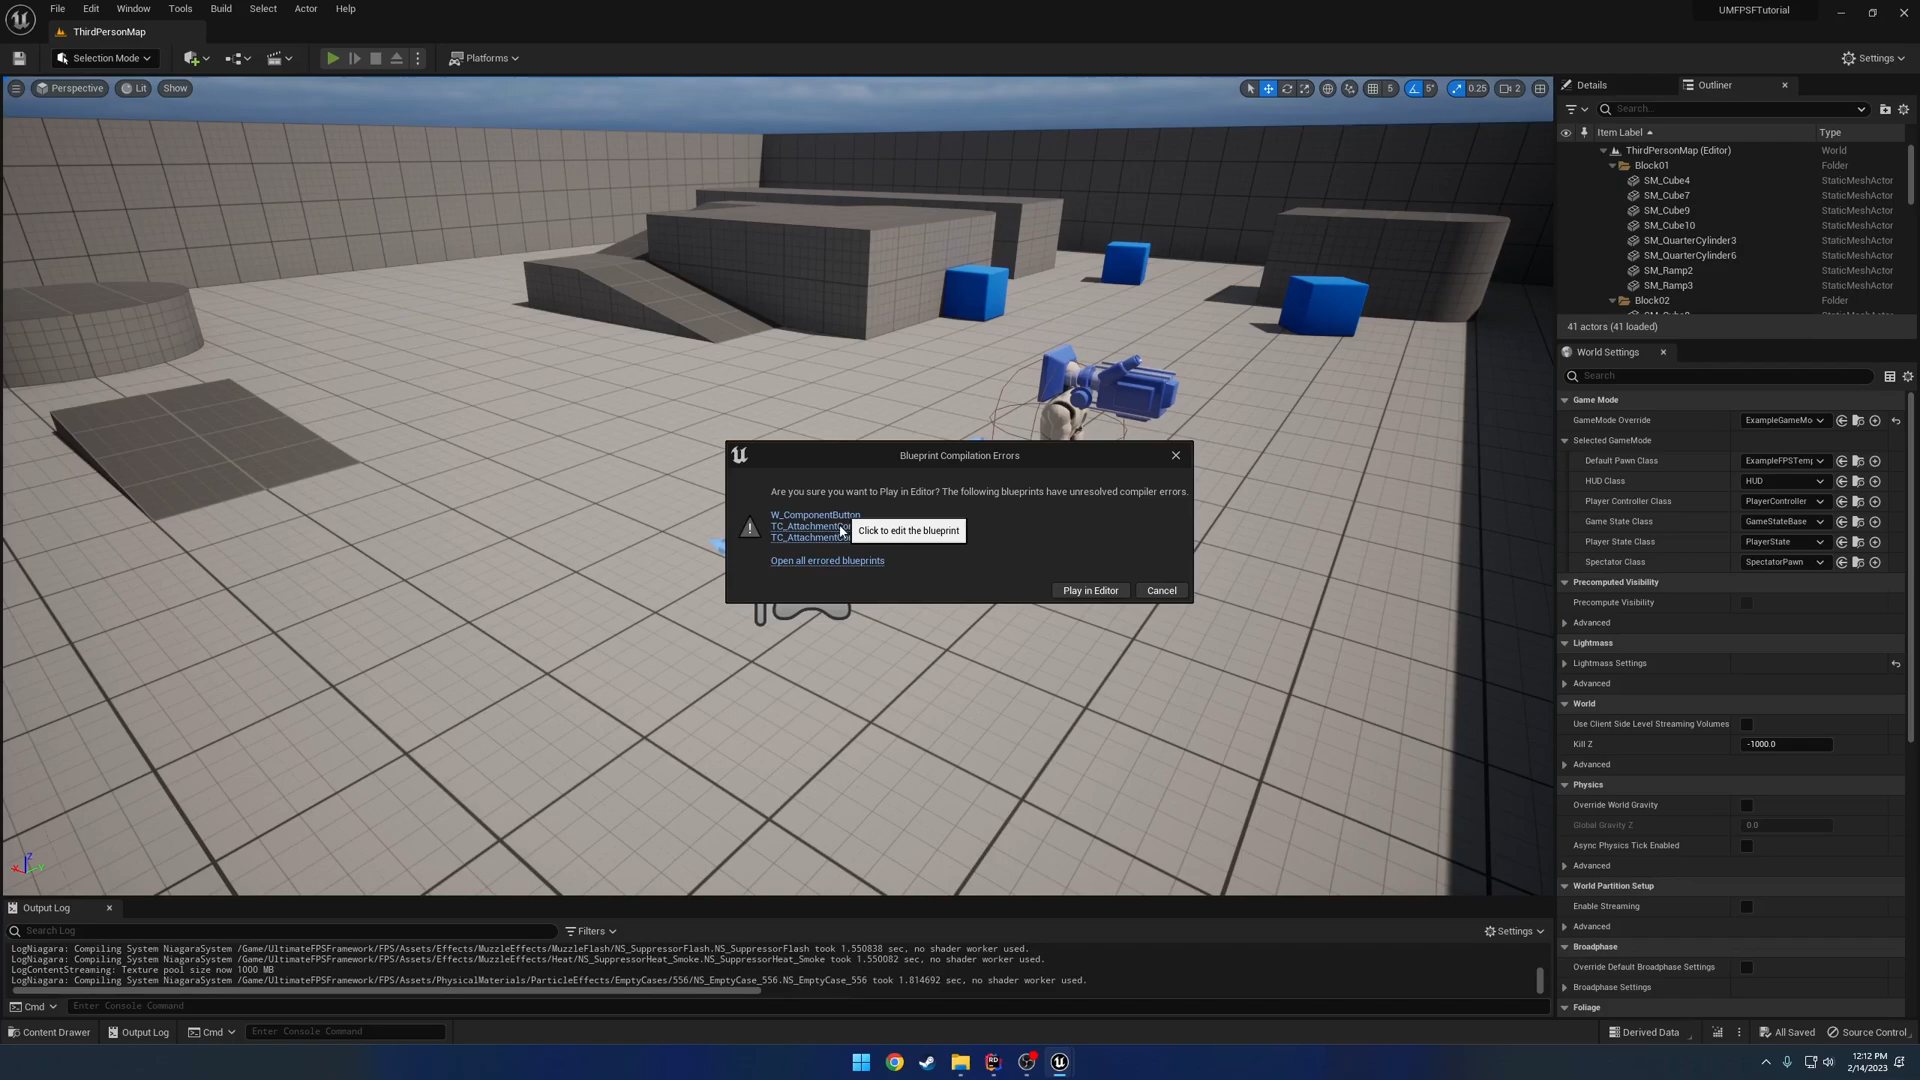 File Edit Window Tools Build Select Actor Help
UMFPSFTutorial
ThirdPersonMap
Selection Mode
Platforms
Settings
Perspective Lit Show
5 5° 0.25 2
Details
Outliner
Search...
Item Label
Type
ThirdPersonMap (Editor) World
Block01 Folder
SM_Cube4 StaticMeshActor
SM_Cube7 StaticMeshActor
SM_Cube9 StaticMeshActor
SM_Cube10 StaticMeshActor
SM_QuarterCylinder3 StaticMeshActor
SM_QuarterCylinder6 StaticMeshActor
SM_Ramp2 StaticMeshActor
SM_Ramp3 StaticMeshActor
Block02 Folder
41 actors (41 loaded)
World Settings
Search
Game Mode
GameMode Override ExampleGameMo
Selected GameMode
Default Pawn Class ExampleFPSTemp
HUD Class HUD
Player Controller Class PlayerController
Game State Class GameStateBase
Player State Class PlayerState
Spectator Class SpectatorPawn
Precomputed Visibility
Precompute Visibility
Advanced
Lightmass
Lightmass Settings
Advanced
World
Use Client Side Level Streaming Volumes
Kill Z -1000.0
Advanced
Physics
Override World Gravity
Global Gravity Z 0.0
Async Physics Tick Enabled
Advanced
World Partition Setup
Enable Streaming
Advanced
Broadphase
Override Default Broadphase Settings
Broadphase Settings
Foliage
Blueprint Compilation Errors
Are you sure you want to Play in Editor? The following blueprints have unresolved compiler errors.
W_ComponentButton
TC_AttachmentCo
TC_AttachmentCo
Click to edit the blueprint
Open all errored blueprints
Play in Editor
Cancel
Output Log
Search Log
Filters
Settings
LogNiagara: Compiling System NiagaraSystem /Game/UltimateFPSFramework/FPS/Assets/Effects/MuzzleEffects/MuzzleFlash/NS_SuppressorFlash.NS_SuppressorFlash took 1.550838 sec, no shader worker used.
LogNiagara: Compiling System NiagaraSystem /Game/UltimateFPSFramework/FPS/Assets/Effects/MuzzleEffects/Heat/NS_SuppressorHeat_Smoke.NS_SuppressorHeat_Smoke took 1.550082 sec, no shader worker used.
LogContentStreaming: Texture pool size now 1000 MB
LogNiagara: Compiling System NiagaraSystem /Game/UltimateFPSFramework/FPS/Assets/PhysicalMaterials/ParticleEffects/EmptyCases/556/NS_EmptyCase_556.NS_EmptyCase_556 took 1.814692 sec, no shader worker used.
Cmd Enter Console Command
Content Drawer Output Log Cmd Enter Console Command
Derived Data All Saved Source Control
12:12 PM
2/14/2023